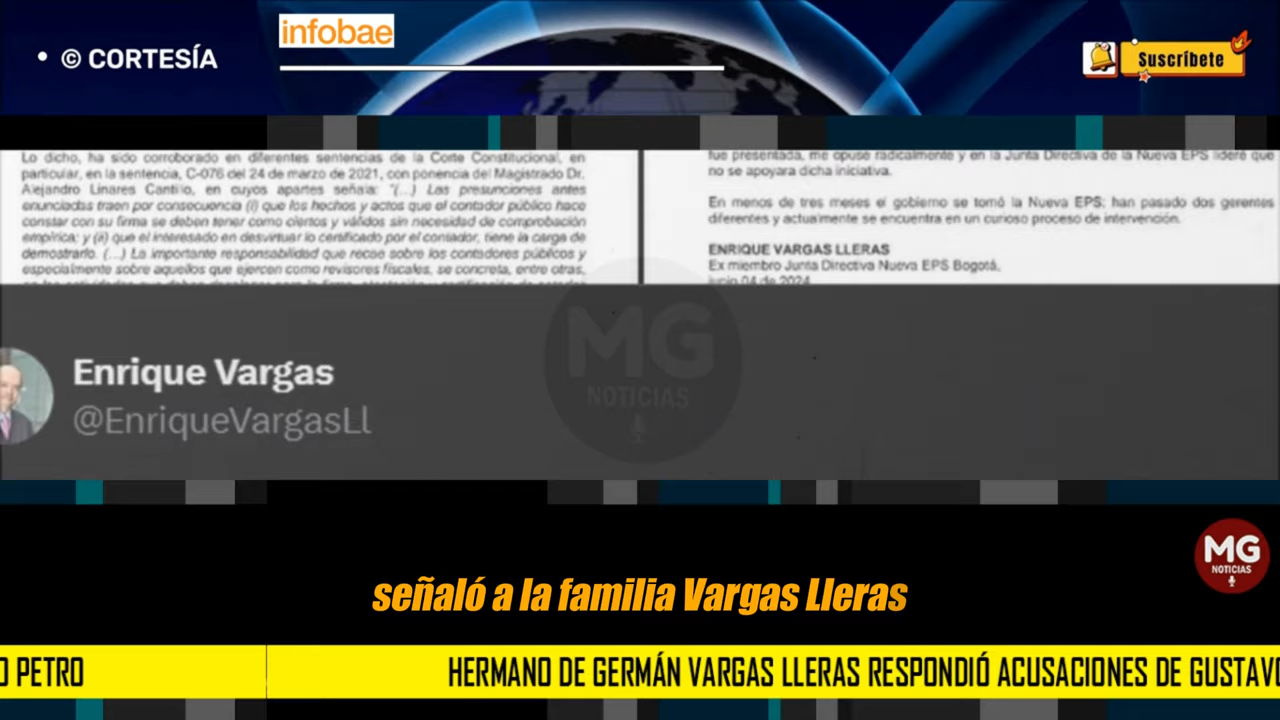 infobae
• © CORTESÍA
Suscríbete
Lo dicho, ha sido corroborado en diferentes sentencias de la Corte Constitucional, en
particular, en la sentencia, C-076 del 24 de marzo de 2021, con ponencia del Magistrado Dr.
Alejandro Linares Cantillo, en cuyos apartes señala: "(...) Las presunciones antes
enunciadas traen por consecuencia (i) que los hechos y actos que el contador público hace
constar con su firma se deben tener como ciertos y válidos sin necesidad de comprobación
empírica; y (ii) que el interesado en desvirtuar lo certificado por el contador, tiene la carga de
demostrarlo. (...) La importante responsabilidad que recae sobre los contadores públicos y
especialmente sobre aquellos que ejercen como revisores fiscales, se concreta, entre otras,
fue presentada, me opuse radicalmente y en la Junta Directiva de la Nueva EPS lideré que
no se apoyara dicha iniciativa.
En menos de tres meses el gobierno se tomó la Nueva EPS; han pasado dos gerentes
diferentes y actualmente se encuentra en un curioso proceso de intervención.
ENRIQUE VARGAS LLERAS
Ex miembro Junta Directiva Nueva EPS Bogotá,
junio 04 de 2024
MG
NOTICIAS
Enrique Vargas
@EnriqueVargasLl
MG
NOTICIAS
señaló a la familia Vargas Lleras
O PETRO
HERMANO DE GERMÁN VARGAS LLERAS RESPONDIÓ ACUSACIONES DE GUSTAVO